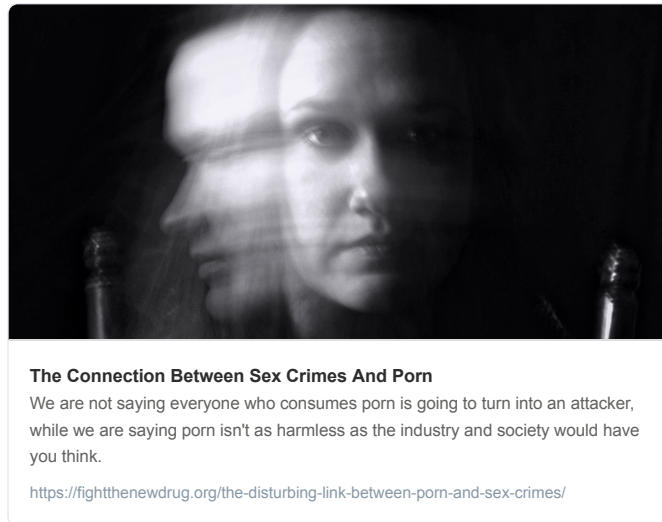 The Connection Between Sex Crimes And Porn
We are not saying everyone who consumes porn is going to turn into an attacker,
while we are saying porn isn't as harmless as the industry and society would have
you think.
https://fightthenewdrug.org/the-disturbing-link-between-porn-and-sex-crimes/